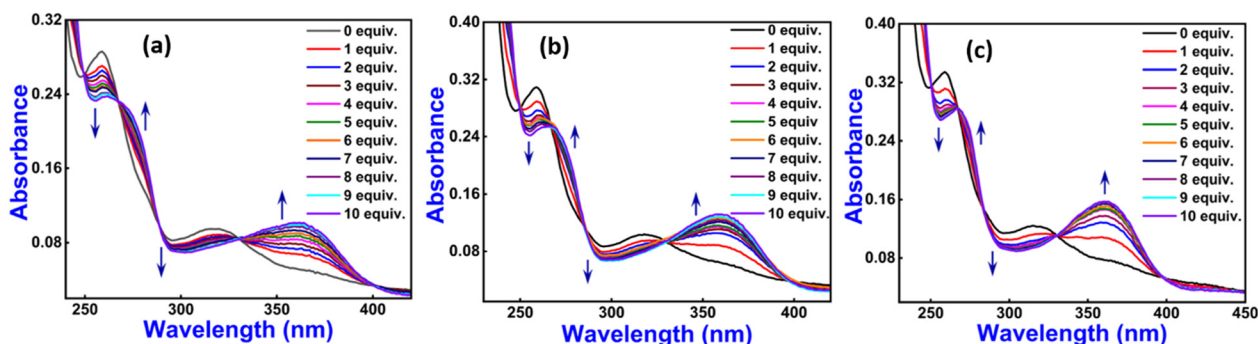 (a)
Absorbance
0.32
0.24
0.16
0.08
0 equiv.
1 equiv.
2 equiv.
3 equiv.
4 equiv.
5 equiv.
6 equiv.
7 equiv.
8 equiv.
9 equiv.
10 equiv.
250 300 350 400
Wavelength (nm)
(b)
Absorbance
0.40
0.32
0.24
0.16
0.08
0 equiv.
1 equiv.
2 equiv.
3 equiv.
4 equiv.
5 equiv.
6 equiv.
7 equiv.
8 equiv.
9 equiv.
10 equiv.
250 300 350 400
Wavelength (nm)
(c)
Absorbance
0.40
0.32
0.24
0.16
0.08
0 equiv.
1 equiv.
2 equiv.
3 equiv.
4 equiv.
5 equiv.
6 equiv.
7 equiv.
8 equiv.
9 equiv.
10 equiv.
250 300 350 400 450
Wavelength (nm)